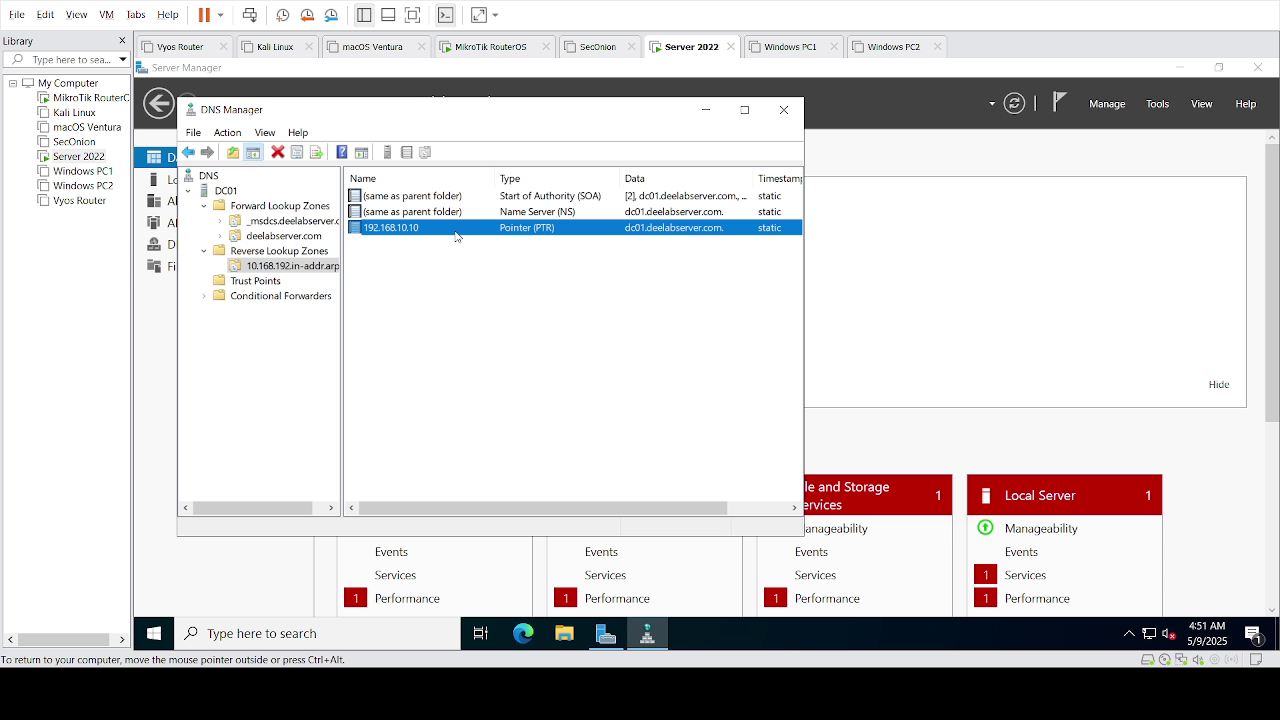 File Edit View VM Tabs Help
Library
Type here to sea...
My Computer
MikroTik RouterC
Kali Linux
macOS Ventura
SecOnion
Server 2022
Windows PC1
Windows PC2
Vyos Router
Vyos Router Kali Linux macOS Ventura MikroTik RouterOS SecOnion Server 2022 Windows PC1 Windows PC2
Server Manager
Manage Tools View Help
DNS Manager
File Action View Help
DNS
DC01
Forward Lookup Zones
_msdcs.deelabserver.c
deelabserver.com
Reverse Lookup Zones
10.168.192.in-addr.arp
Trust Points
Conditional Forwarders
Name Type Data Timestamp
(same as parent folder) Start of Authority (SOA) [2], dc01.deelabserver.com., ... static
(same as parent folder) Name Server (NS) dc01.deelabserver.com. static
192.168.10.10 Pointer (PTR) dc01.deelabserver.com. static
Hide
le and Storage 1
ervices
Local Server 1
anageability
Manageability
Events Events Events Events
Services Services Services 1 Services
1 Performance 1 Performance 1 Performance 1 Performance
Type here to search
4:51 AM
5/9/2025
1
To return to your computer, move the mouse pointer outside or press Ctrl+Alt.